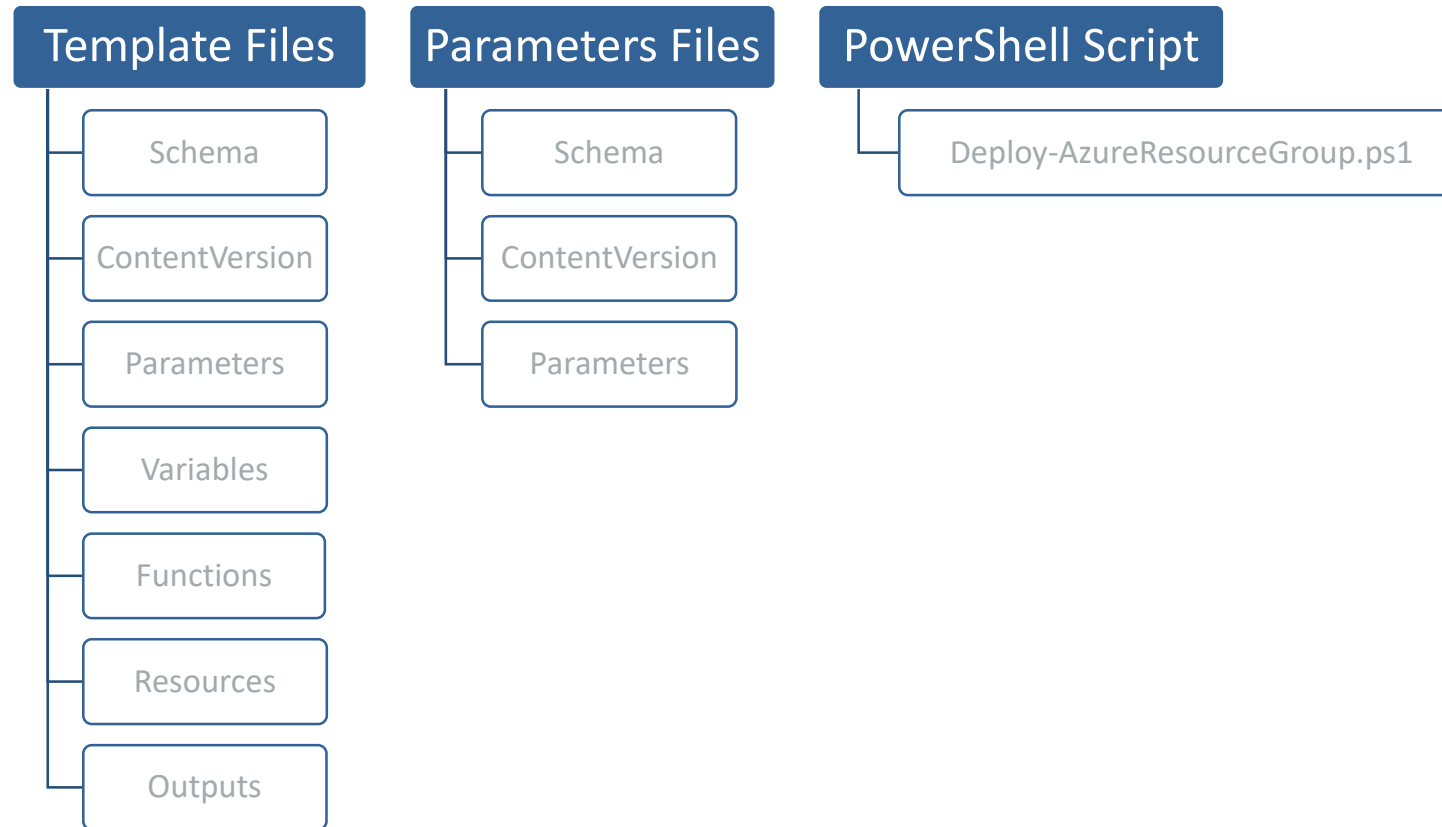 Template Files
Schema
ContentVersion
Parameters
Variables
Functions
Resources
Outputs
Parameters Files
Schema
ContentVersion
Parameters
PowerShell Script
Deploy-AzureResourceGroup.ps1